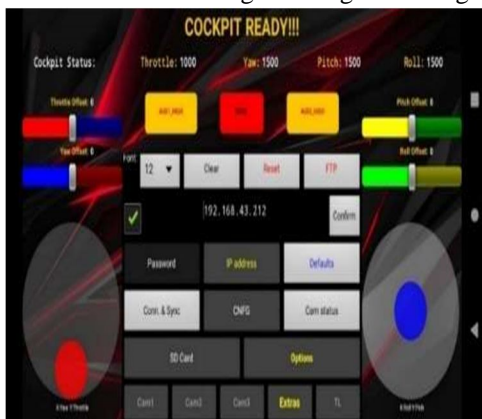 COCKPIT READY!!!
Cockpit Status: Throttle: 1000 Yaw: 1500 Pitch: 1500 Roll: 1500
Throttle Offset: 0 Pitch Offset: 0
Yaw Offset: 0 Roll Offset: 0
Font
12 Clear Reset FTP
192.168.43.212 Confirm
Password IP address Defaults
Conn. & Sync CNFG Cam status
SD Card Options
Cam1 Cam2 Cam3 Extras TL